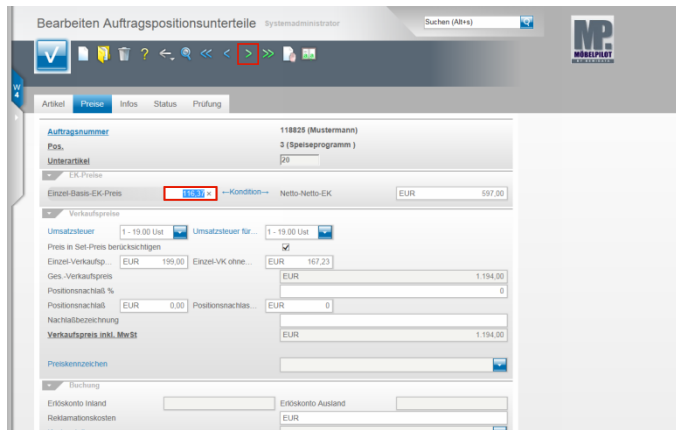 Bearbeiten Auftragspositionsunterteile Systemadministrator Suchen (Alt+s)
MP
MÖBELPILOT
W
4
Artikel Preise Infos Status Prüfung
Auftragsnummer 118825 (Mustermann)
Pos. 3 (Speiseprogramm )
Unterartikel 20
EK-Preise
Einzel-Basis-EK-Preis 116,37 × ←Kondition→ Netto-Netto-EK EUR 597,00
Verkaufspreise
Umsatzsteuer 1 - 19.00 Ust Umsatzsteuer für... 1 - 19.00 Ust
Preis in Set-Preis berücksichtigen
Einzel-Verkaufsp... EUR 199,00 Einzel-VK ohne... EUR 167,23
Ges.-Verkaufspreis EUR 1.194,00
Positionsnachlaß % 0
Positionsnachlaß EUR 0,00 Positionsnachlas... EUR 0
Nachlaßbezeichnung
Verkaufspreis inkl. MwSt EUR 1.194,00
Preiskennzeichen
Buchung
Erlöskonto Inland Erlöskonto Ausland
Reklamationskosten EUR